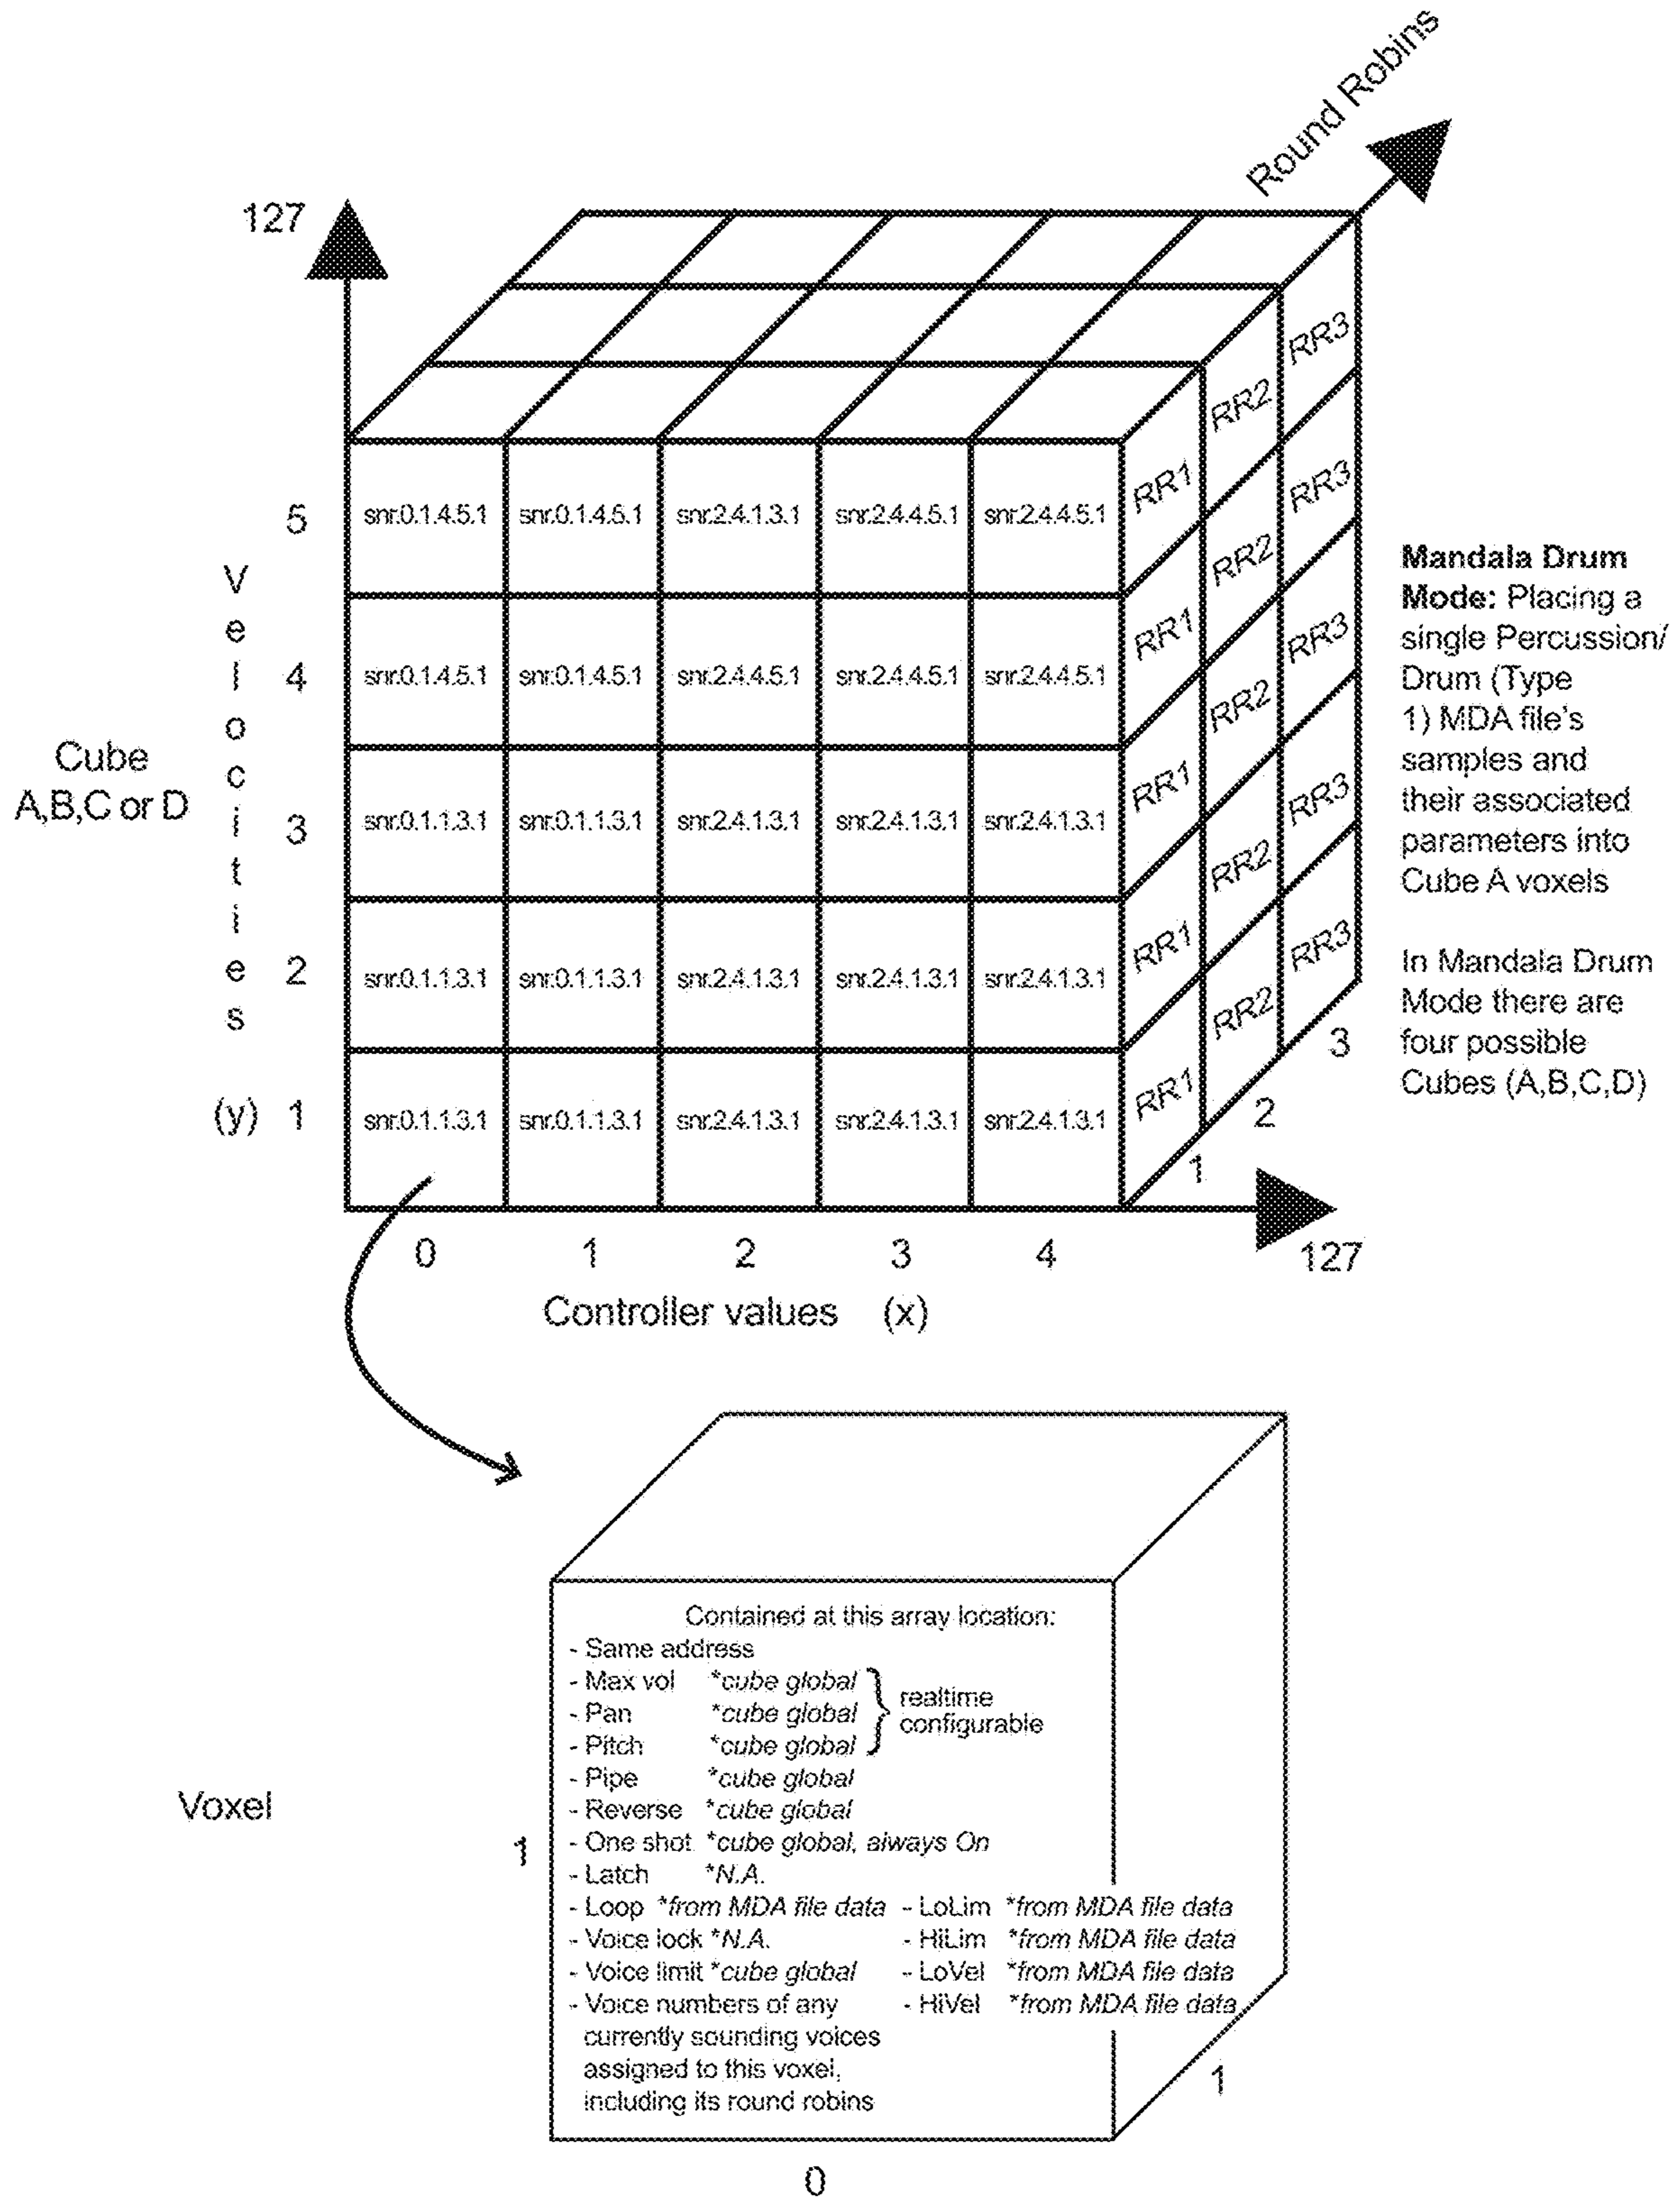 Round Robins
127
5 snr.0.1.4.5.1 snr.0.1.4.5.1 snr.2.4.1.3.1 snr.2.4.4.5.1 snr.2.4.4.5.1 RR1 RR2 RR3
4 snr.0.1.4.5.1 snr.0.1.4.5.1 snr.2.4.4.5.1 snr.2.4.4.5.1 snr.2.4.4.5.1 RR1 RR2 RR3
3 snr.0.1.1.3.1 snr.0.1.1.3.1 snr.2.4.1.3.1 snr.2.4.1.3.1 snr.2.4.1.3.1 RR1 RR2 RR3
2 snr.0.1.1.3.1 snr.0.1.1.3.1 snr.2.4.1.3.1 snr.2.4.1.3.1 snr.2.4.1.3.1 RR1 RR2 RR3
(y) 1 snr.0.1.1.3.1 snr.0.1.1.3.1 snr.2.4.1.3.1 snr.2.4.1.3.1 snr.2.4.1.3.1 RR1 RR2 RR3
Velocities
Cube
A,B,C or D
1 2 3
0 1 2 3 4 127
Controller values (x)
Mandala Drum
Mode: Placing a
single Percussion/
Drum (Type
1) MDA file's
samples and
their associated
parameters into
Cube A voxels
In Mandala Drum
Mode there are
four possible
Cubes (A,B,C,D)
Voxel
Contained at this array location:
- Same address
- Max vol *cube global
- Pan *cube global
- Pitch *cube global
} realtime
configurable
- Pipe *cube global
- Reverse *cube global
- One shot *cube global, always On
- Latch *N.A.
- Loop *from MDA file data - LoLim *from MDA file data
- Voice lock *N.A. - HiLim *from MDA file data
- Voice limit *cube global - LoVel *from MDA file data
- Voice numbers of any - HiVel *from MDA file data
currently sounding voices
assigned to this voxel,
including its round robins
1
1
0